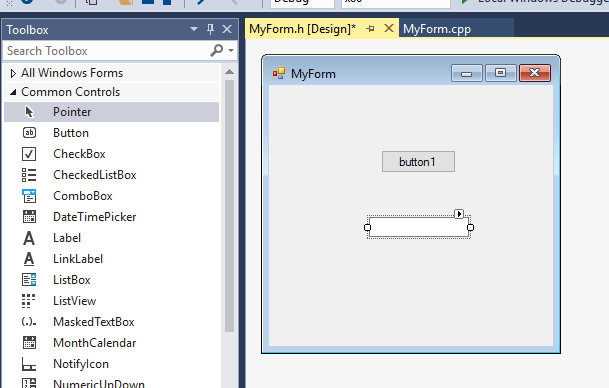 Debug x86 Local Windows Debugge
Toolbox
Search Toolbox
All Windows Forms
Common Controls
Pointer
Button
CheckBox
CheckedListBox
ComboBox
DateTimePicker
Label
LinkLabel
ListBox
ListView
MaskedTextBox
MonthCalendar
NotifyIcon
NumericUpDown
MyForm.h [Design]* MyForm.cpp
MyForm
button1